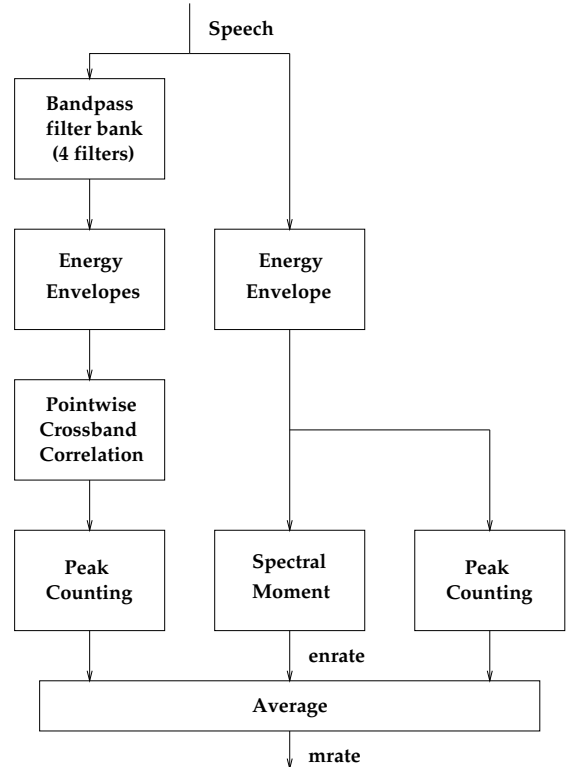 Speech
Bandpass
filter bank
(4 filters)
Energy
Envelopes
Energy
Envelope
Pointwise
Crossband
Correlation
Peak
Counting
Spectral
Moment
Peak
Counting
enrate
Average
mrate